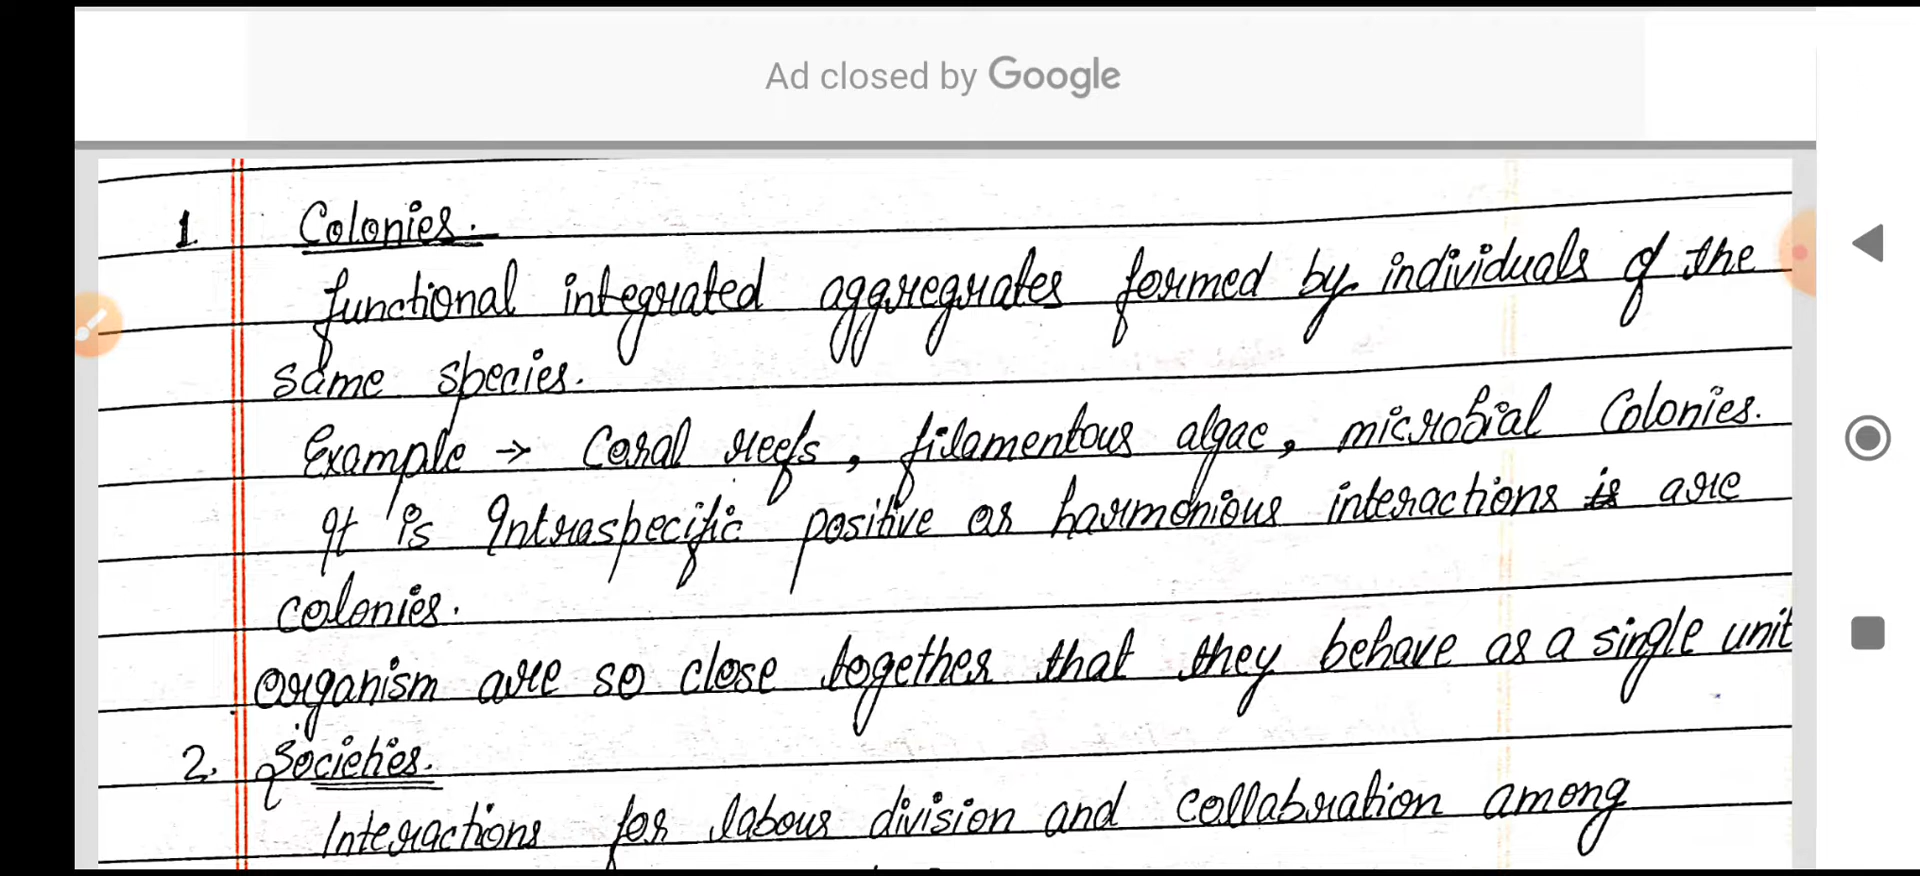 Ad closed by Google
1 Colonies.
functional integrated aggregates formed by individuals of the
same species.
Example → Coral reefs, filamentous algae, microbial Colonies.
It is Intraspecific positive or harmonious interactions is are
colonies.
Organism are so close together that they behave as a single unit
2. Societies.
Interactions for labour division and collabration among